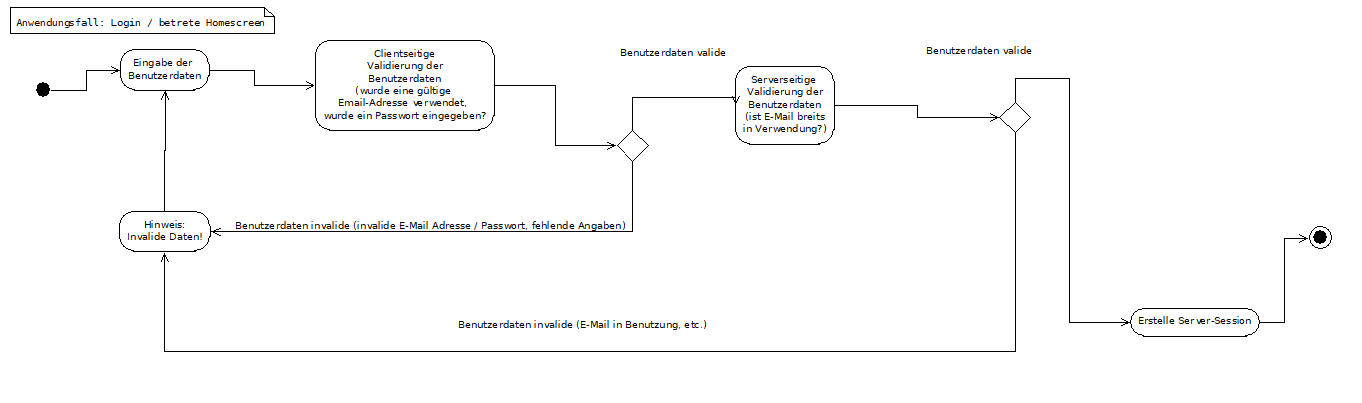 Anwendungsfall: Login / betrete Homescreen
Eingabe der
Benutzerdaten
Clientseitige
Validierung der
Benutzerdaten
(wurde eine gültige
Email-Adresse verwendet,
wurde ein Passwort eingegeben?
Benutzerdaten valide
Serverseitige
Validierung der
Benutzerdaten
(ist E-Mail breits
in Verwendung?)
Benutzerdaten valide
Hinweis:
Invalide Daten!
Benutzerdaten invalide (invalide E-Mail Adresse / Passwort, fehlende Angaben)
Benutzerdaten invalide (E-Mail in Benutzung, etc.)
Erstelle Server-Session